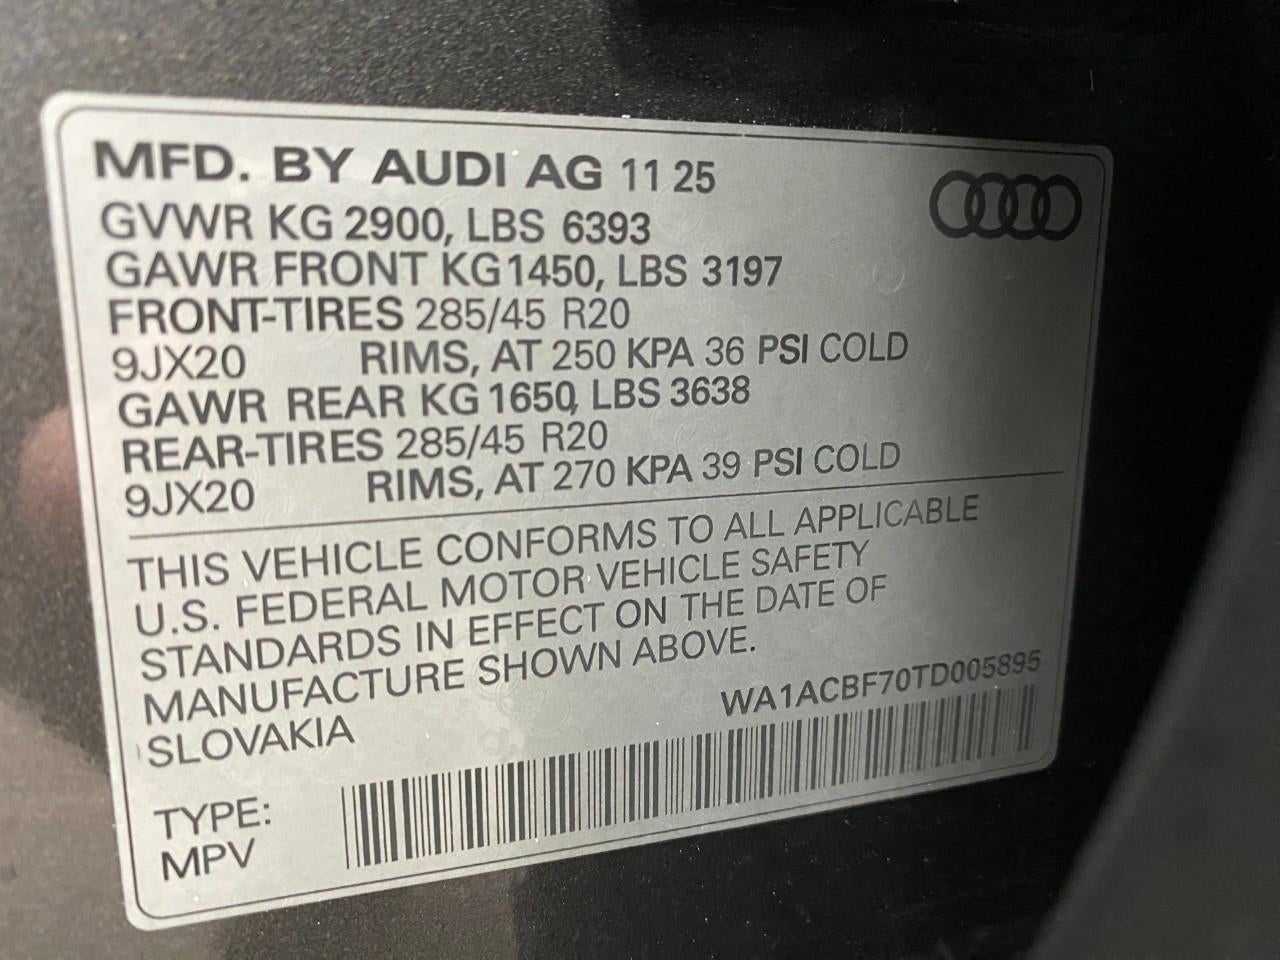 MFD. BY AUDI AG 11 25
GVWR KG 2900, LBS 6393
GAWR FRONT KG 1450, LBS 3197
FRONT-TIRES 285/45 R20
9JX20 RIMS, AT 250 KPA 36 PSI COLD
GAWR REAR KG 1650, LBS 3638
REAR-TIRES 285/45 R20
9JX20 RIMS, AT 270 KPA 39 PSI COLD
THIS VEHICLE CONFORMS TO ALL APPLICABLE
U.S. FEDERAL MOTOR VEHICLE SAFETY
STANDARDS IN EFFECT ON THE DATE OF
MANUFACTURE SHOWN ABOVE.
SLOVAKIA
WA1ACBF70TD005895
TYPE:
MPV